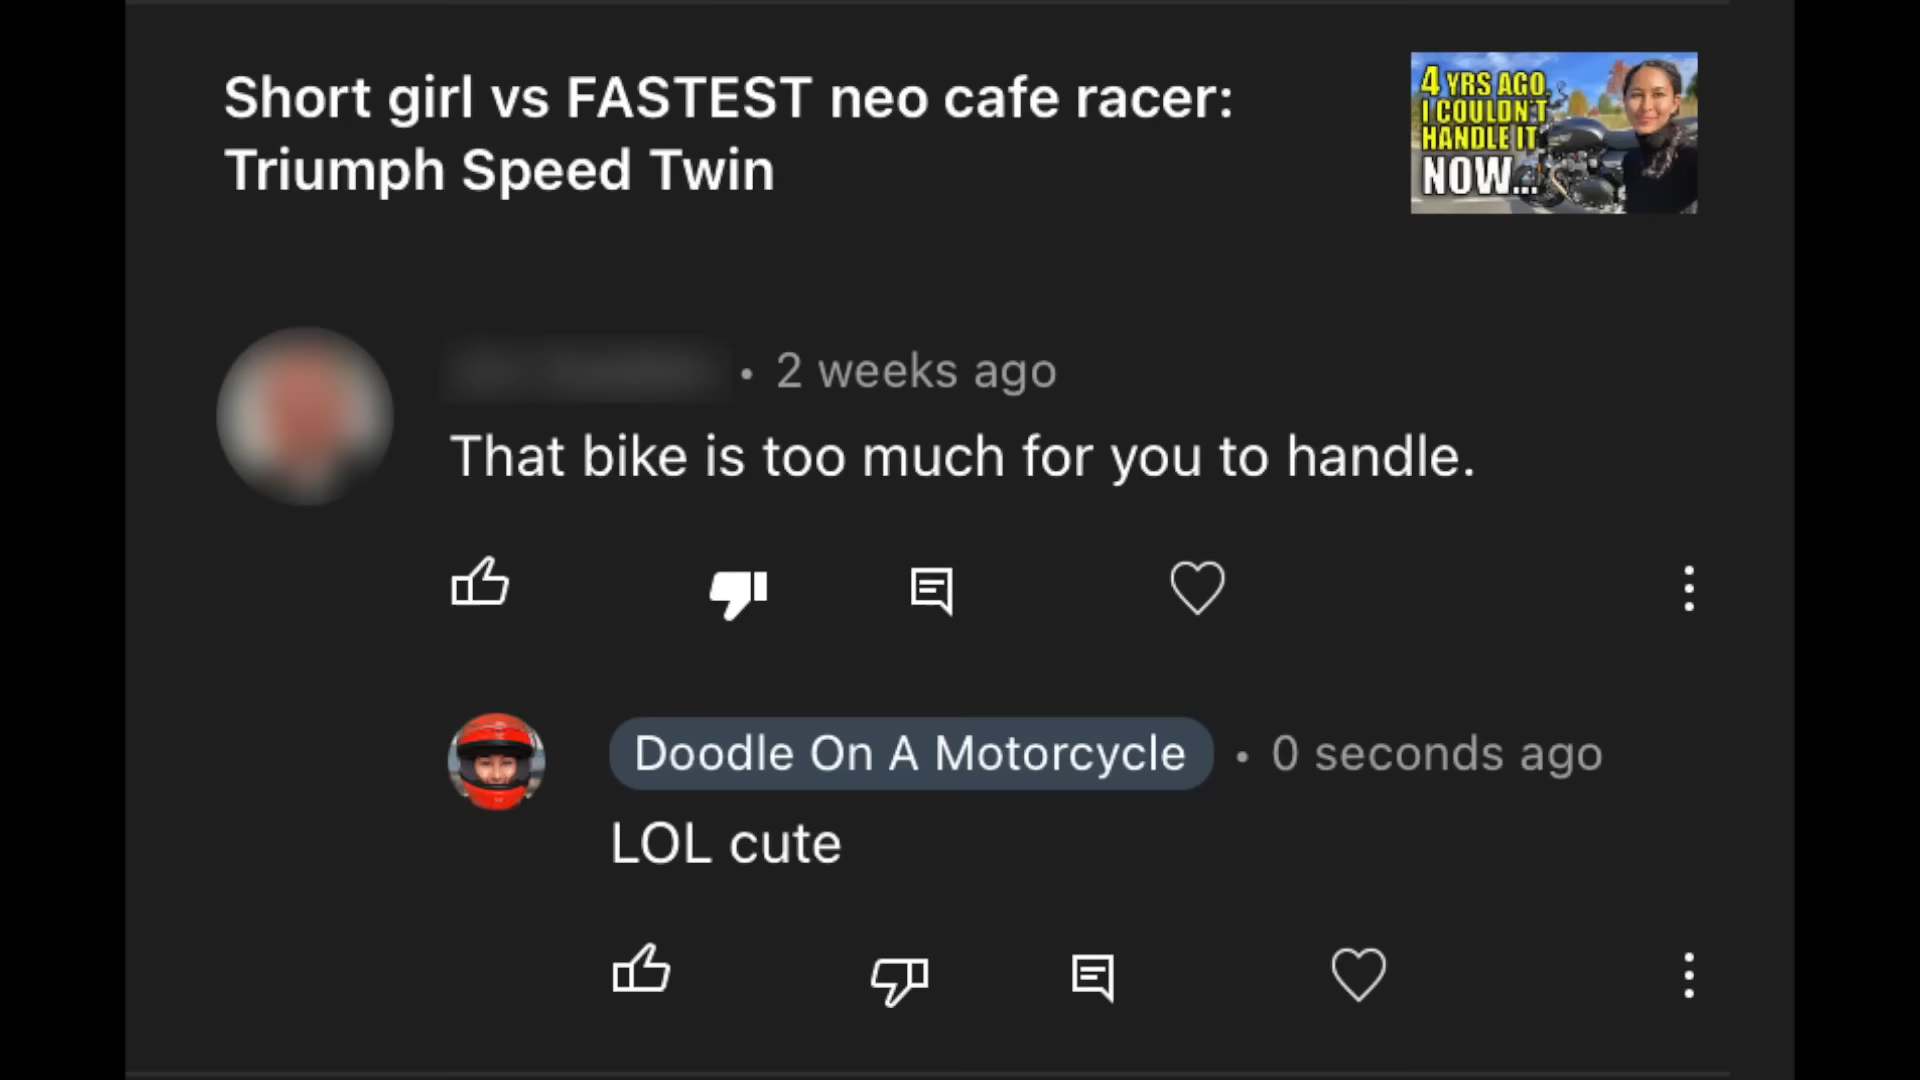 Short girl vs FASTEST neo cafe racer:
Triumph Speed Twin
4 YRS AGO
I COULDN'T
HANDLE IT
NOW...
• 2 weeks ago
That bike is too much for you to handle.
Doodle On A Motorcycle • 0 seconds ago
LOL cute